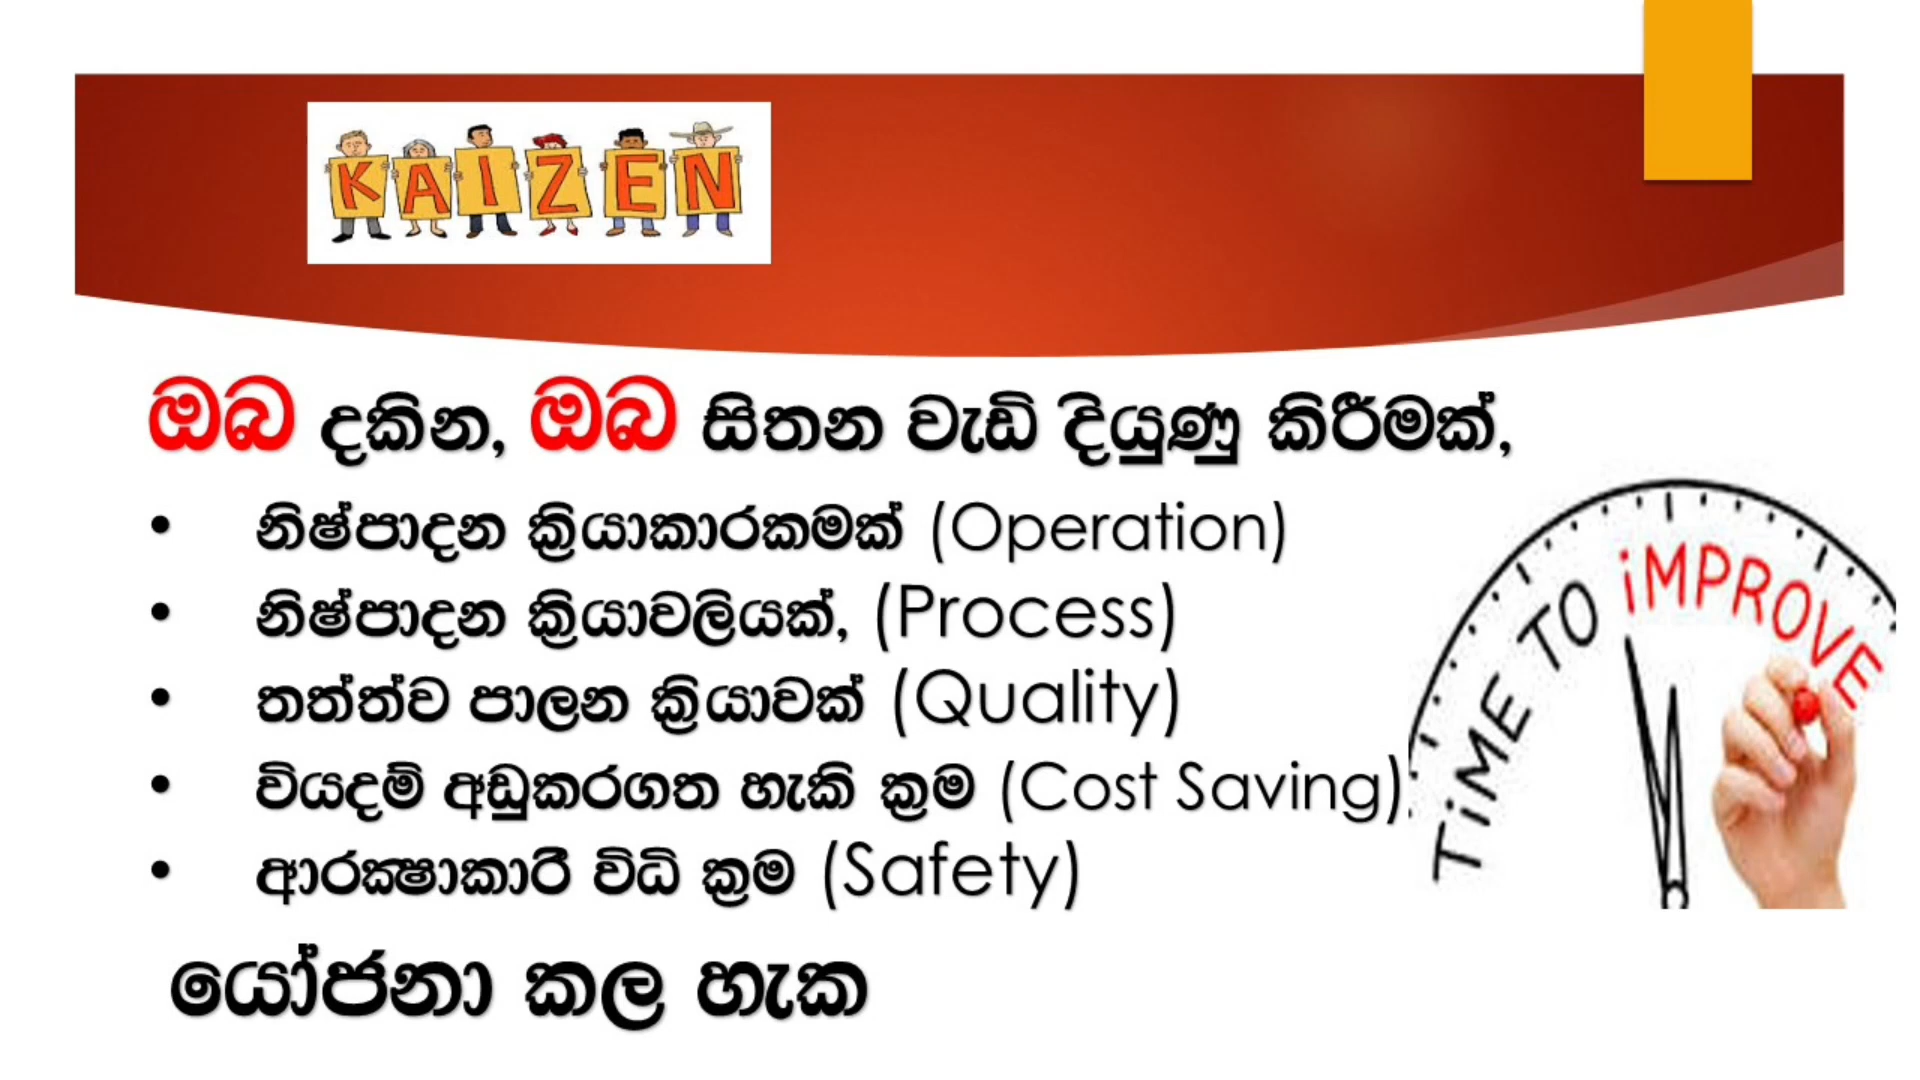 KAIZEN
ඔබ දකින, ඔබ සිතන වැඩි දියුණු කිරීමක්,
• නිෂ්පාදන ක්‍රියාකාරකමක් (Operation)
• නිෂ්පාදන ක්‍රියාවලියක්, (Process)
• තත්ත්ව පාලන ක්‍රියාවක් (Quality)
• වියදම් අඩුකරගත හැකි ක්‍රම (Cost Saving)
• ආරක්‍ෂාකාරී විධි ක්‍රම (Safety)
යෝජනා කල හැක
TiME TO iMPROVE